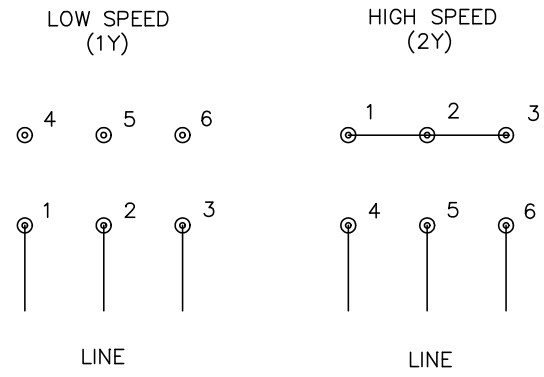 LOW SPEED
(1Y)
4 5 6
1 2 3
LINE
HIGH SPEED
(2Y)
1 2 3
4 5 6
LINE